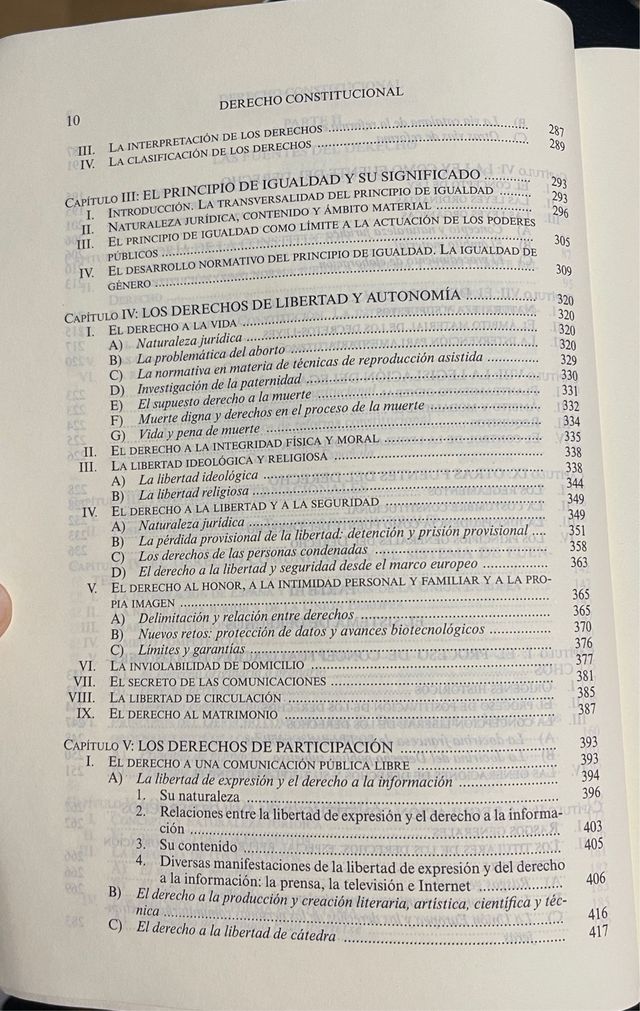 10
DERECHO CONSTITUCIONAL
III. LA INTERPRETACIÓN DE LOS DERECHOS 287
IV. LA CLASIFICACIÓN DE LOS DERECHOS 289
CAPÍTULO III: EL PRINCIPIO DE IGUALDAD Y SU SIGNIFICADO 293
I. INTRODUCCIÓN. LA TRANSVERSALIDAD DEL PRINCIPIO DE IGUALDAD 293
II. NATURALEZA JURÍDICA, CONTENIDO Y ÁMBITO MATERIAL 296
III. EL PRINCIPIO DE IGUALDAD COMO LÍMITE A LA ACTUACIÓN DE LOS PODERES
PÚBLICOS 305
IV. EL DESARROLLO NORMATIVO DEL PRINCIPIO DE IGUALDAD. LA IGUALDAD DE
GÉNERO 309
CAPÍTULO IV: LOS DERECHOS DE LIBERTAD Y AUTONOMÍA 320
I. EL DERECHO A LA VIDA 320
A) Naturaleza jurídica 320
B) La problemática del aborto 320
C) La normativa en materia de técnicas de reproducción asistida 329
D) Investigación de la paternidad 330
E) El supuesto derecho a la muerte 331
F) Muerte digna y derechos en el proceso de la muerte 332
G) Vida y pena de muerte 334
II. EL DERECHO A LA INTEGRIDAD FÍSICA Y MORAL 335
III. LA LIBERTAD IDEOLÓGICA Y RELIGIOSA 338
A) La libertad ideológica 338
B) La libertad religiosa 344
IV. EL DERECHO A LA LIBERTAD Y A LA SEGURIDAD 349
A) Naturaleza jurídica 349
B) La pérdida provisional de la libertad: detención y prisión provisional 351
C) Los derechos de las personas condenadas 358
D) El derecho a la libertad y seguridad desde el marco europeo 363
V. EL DERECHO AL HONOR, A LA INTIMIDAD PERSONAL Y FAMILIAR Y A LA PRO-
PIA IMAGEN 365
A) Delimitación y relación entre derechos 365
B) Nuevos retos: protección de datos y avances biotecnológicos 370
C) Límites y garantías 376
VI. LA INVIOLABILIDAD DE DOMICILIO 377
VII. EL SECRETO DE LAS COMUNICACIONES 381
VIII. LA LIBERTAD DE CIRCULACIÓN 385
IX. EL DERECHO AL MATRIMONIO 387
CAPÍTULO V: LOS DERECHOS DE PARTICIPACIÓN 393
I. EL DERECHO A UNA COMUNICACIÓN PÚBLICA LIBRE 393
A) La libertad de expresión y el derecho a la información 394
1. Su naturaleza 396
2. Relaciones entre la libertad de expresión y el derecho a la informa-
ción 403
3. Su contenido 405
4. Diversas manifestaciones de la libertad de expresión y del derecho
a la información: la prensa, la televisión e Internet 406
B) El derecho a la producción y creación literaria, artística, científica y téc-
nica 416
C) El derecho a la libertad de cátedra 417